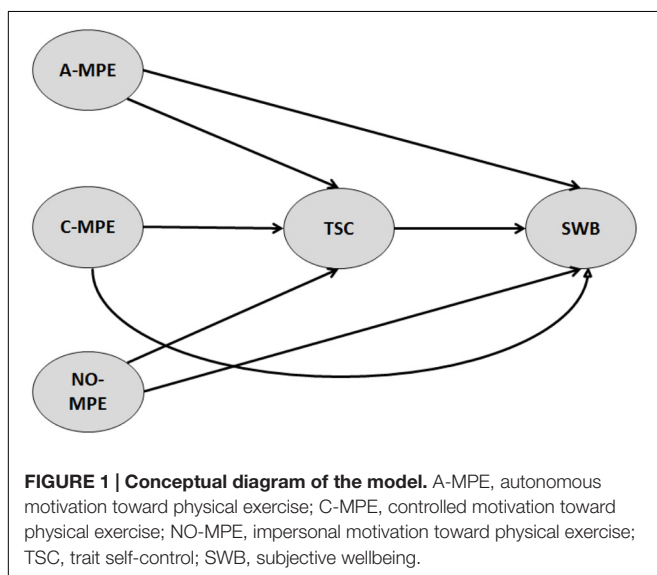 A-MPE
C-MPE
TSC
SWB
NO-
MPE
FIGURE 1 | Conceptual diagram of the model. A-MPE, autonomous
motivation toward physical exercise; C-MPE, controlled motivation toward
physical exercise; NO-MPE, impersonal motivation toward physical exercise;
TSC, trait self-control; SWB, subjective wellbeing.